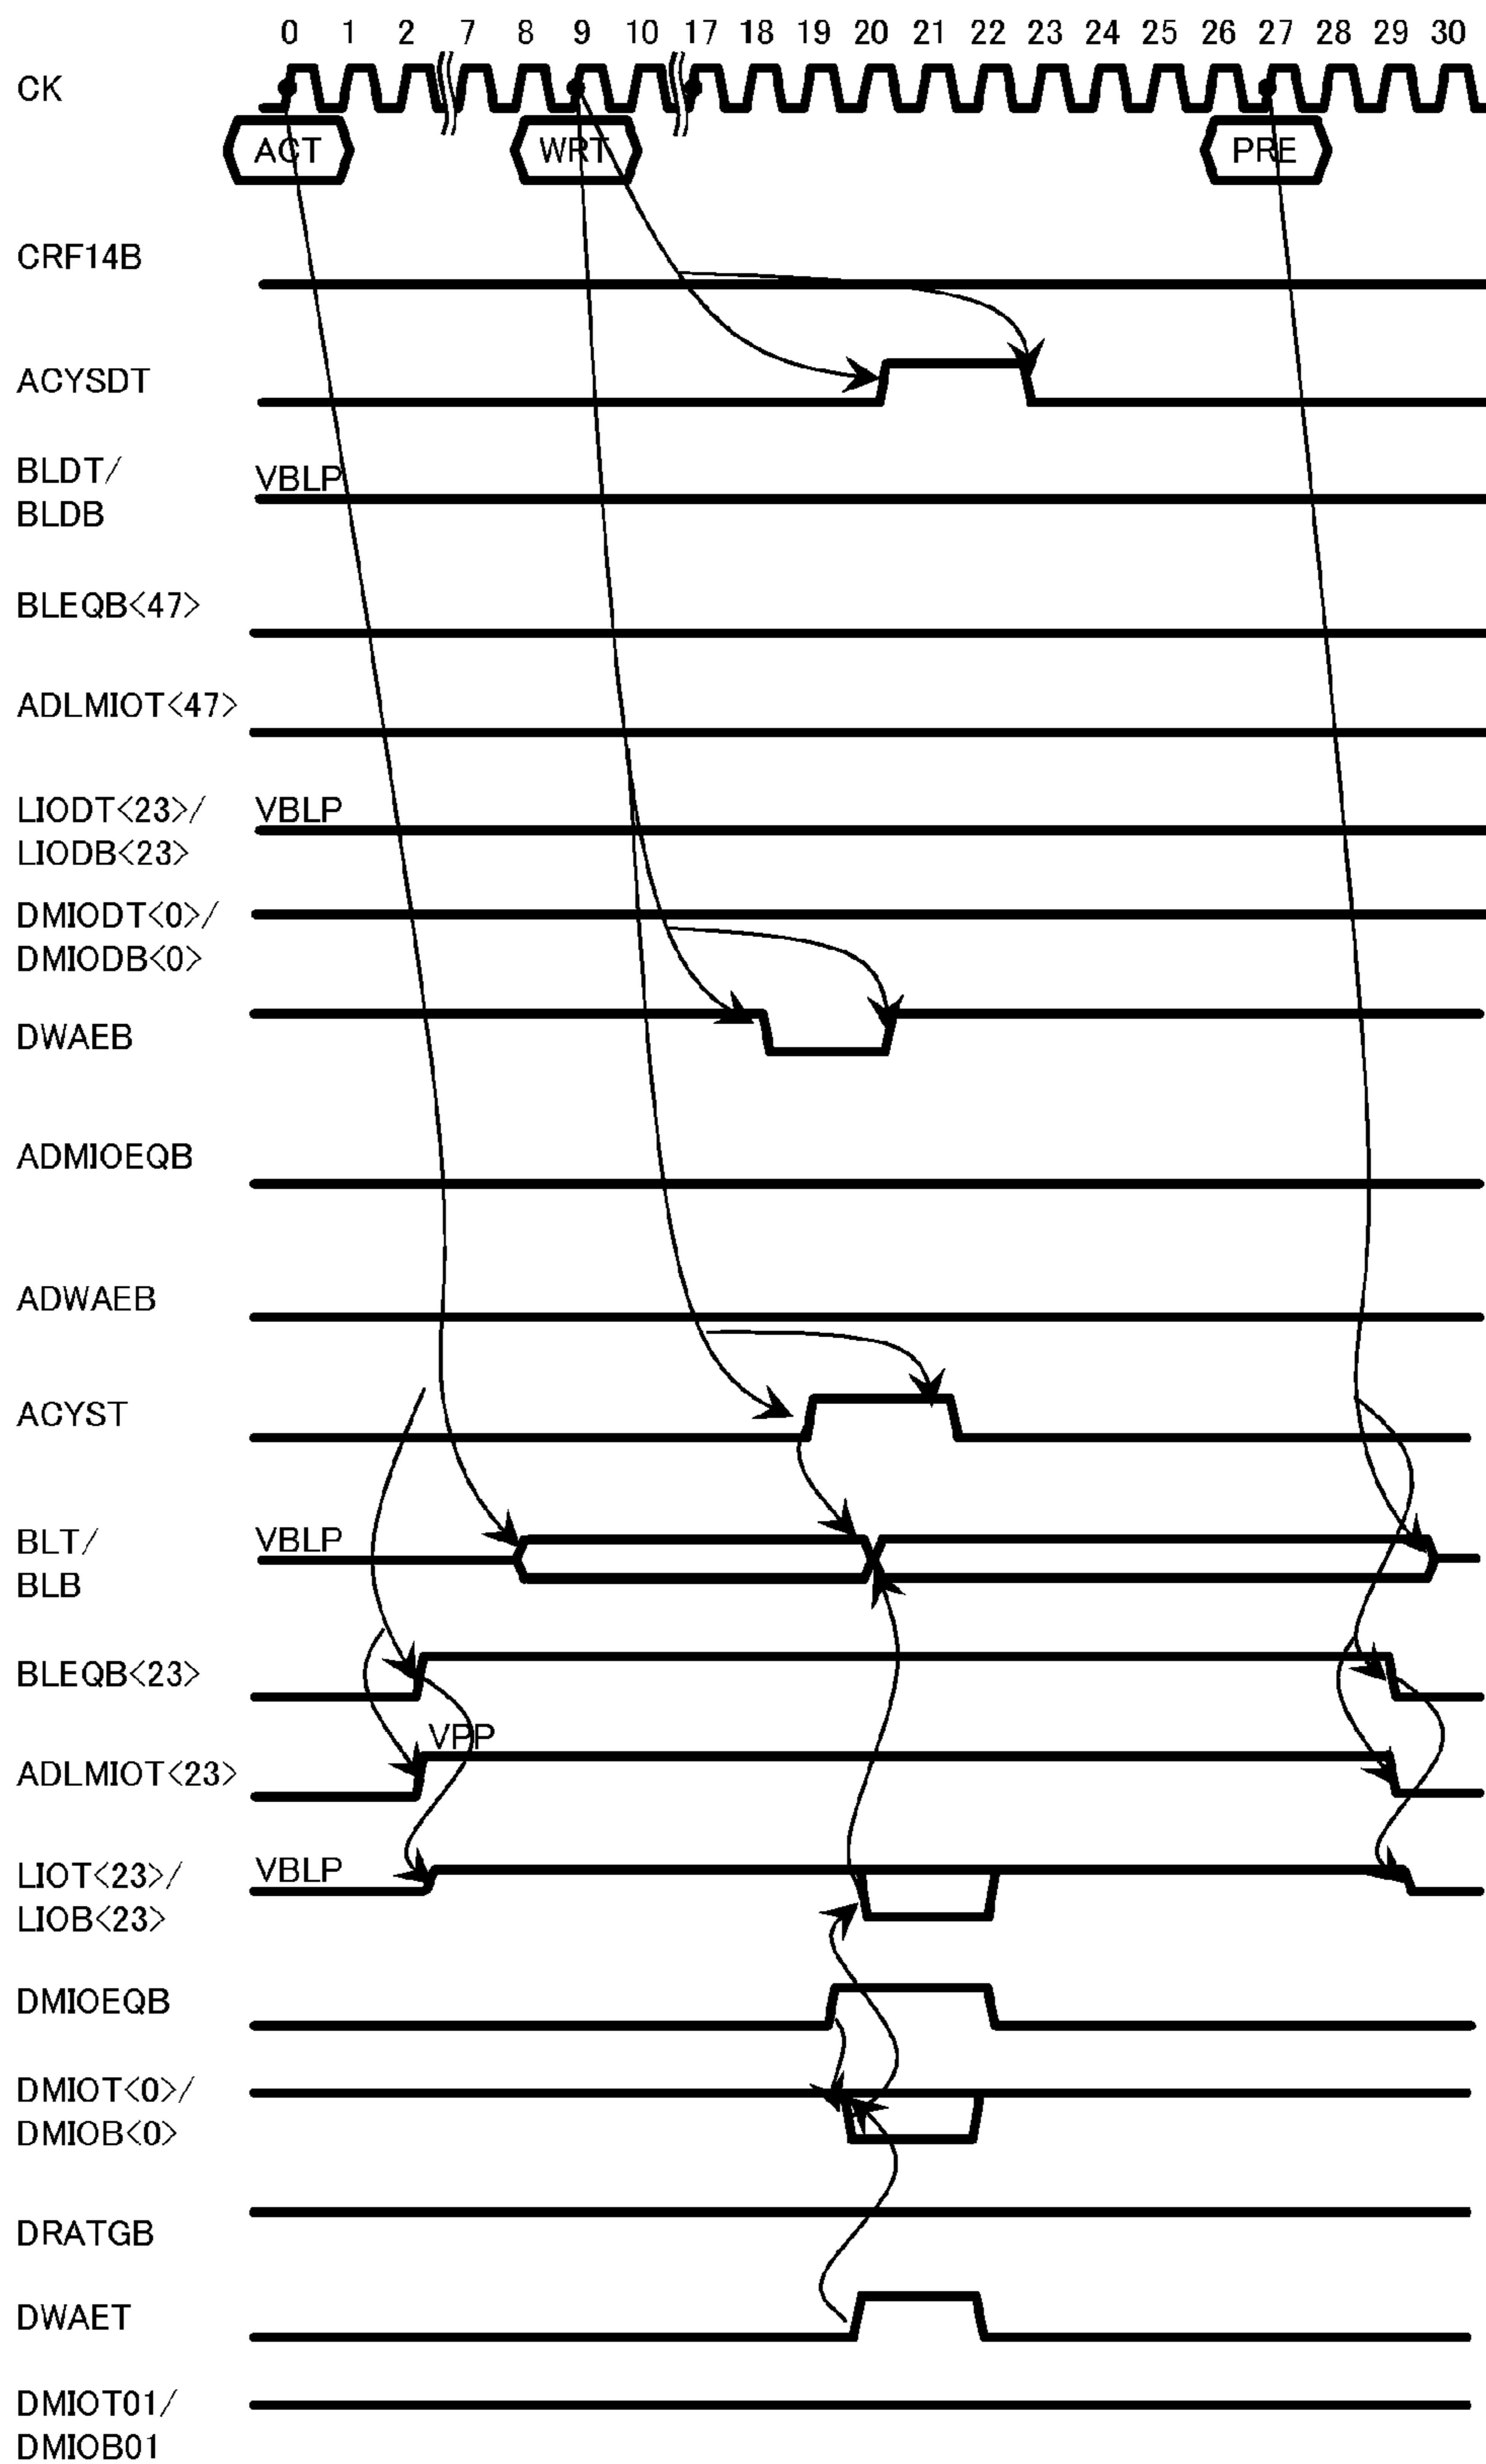 0 1 2 7 8 9 10 17 18 19 20 21 22 23 24 25 26 27 28 29 30
CK
ACT WRT PRE
CRF14B
ACYSDT
BLDT/
BLDB
VBLP
BLEQB<47>
ADLMIOT<47>
LIODT<23>/
LIODB<23>
VBLP
DMIODT<0>/
DMIODB<0>
DWAEB
ADMIOEQB
ADWAEB
ACYST
BLT/
BLB
VBLP
BLEQB<23>
VPP
ADLMIOT<23>
LIOT<23>/
LIOB<23>
VBLP
DMIOEQB
DMIOT<0>/
DMIOB<0>
DRATGB
DWAET
DMIOT01/
DMIOB01